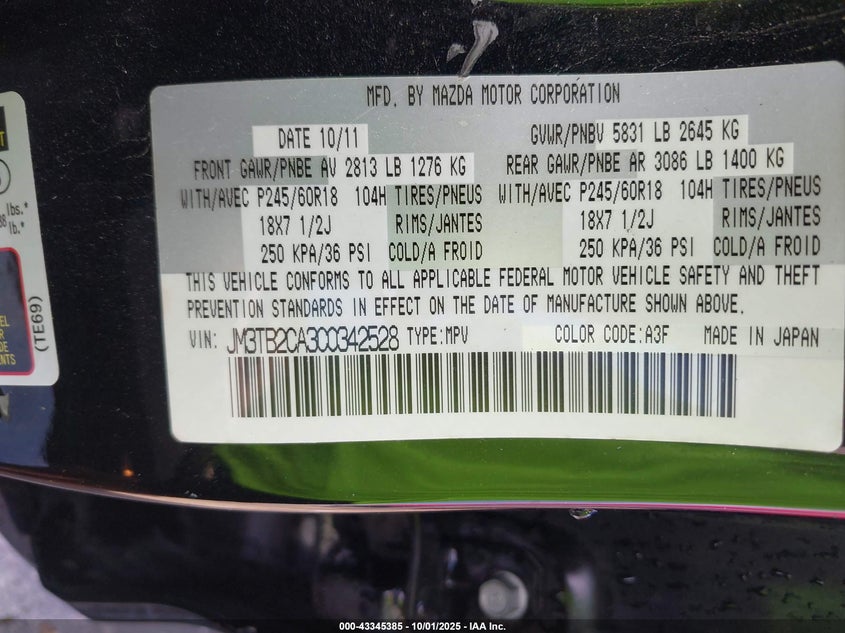 MFD. BY MAZDA MOTOR CORPORATION
DATE 10/11 GVWR/PNBV 5831 LB 2645 KG
FRONT GAWR/PNBE AV 2813 LB 1276 KG REAR GAWR/PNBE AR 3086 LB 1400 KG
WITH/AVEC P245/60R18 104H TIRES/PNEUS WITH/AVEC P245/60R18 104H TIRES/PNEUS
18X7 1/2J RIMS/JANTES 18X7 1/2J RIMS/JANTES
250 KPA/36 PSI COLD/A FROID 250 KPA/36 PSI COLD/A FROID
THIS VEHICLE CONFORMS TO ALL APPLICABLE FEDERAL MOTOR VEHICLE SAFETY AND THEFT
PREVENTION STANDARDS IN EFFECT ON THE DATE OF MANUFACTURE SHOWN ABOVE.
VIN: JM3TB2CA3C0342528 TYPE:MPV COLOR CODE:A3F MADE IN JAPAN
lbs.*
lb.*
(TE69)
000-43345385 - 10/01/2025 - IAA Inc.